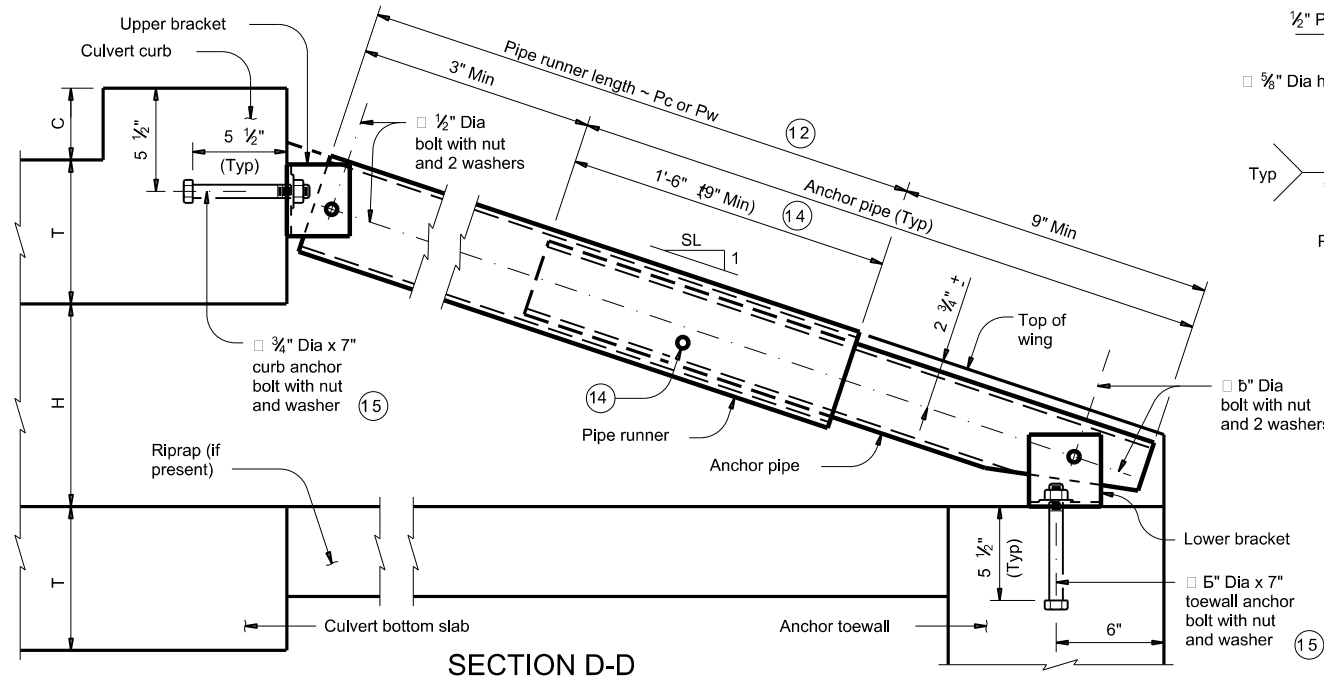 Upper bracket
Culvert curb
Pipe runner length ~ Pc or Pw
3" Min
12
½" P
□ ⅝" Dia h
Typ
C
5 ½"
5 ½"
(Typ)
□ ½" Dia
bolt with nut
and 2 washers
1'-6" ± (9" Min)
14
Anchor pipe (Typ)
9" Min
T
SL
1
2 ¾" ±
Top of
wing
□ ¾" Dia x 7"
curb anchor
bolt with nut
and washer
15
14
H
Pipe runner
Anchor pipe
Riprap (if
present)
Dia
bolt with nut
and 2 washers
T
5 ½"
(Typ)
Lower bracket
Dia x 7"
toewall anchor
bolt with nut
and washer
15
6"
Culvert bottom slab
Anchor toewall
SECTION D-D